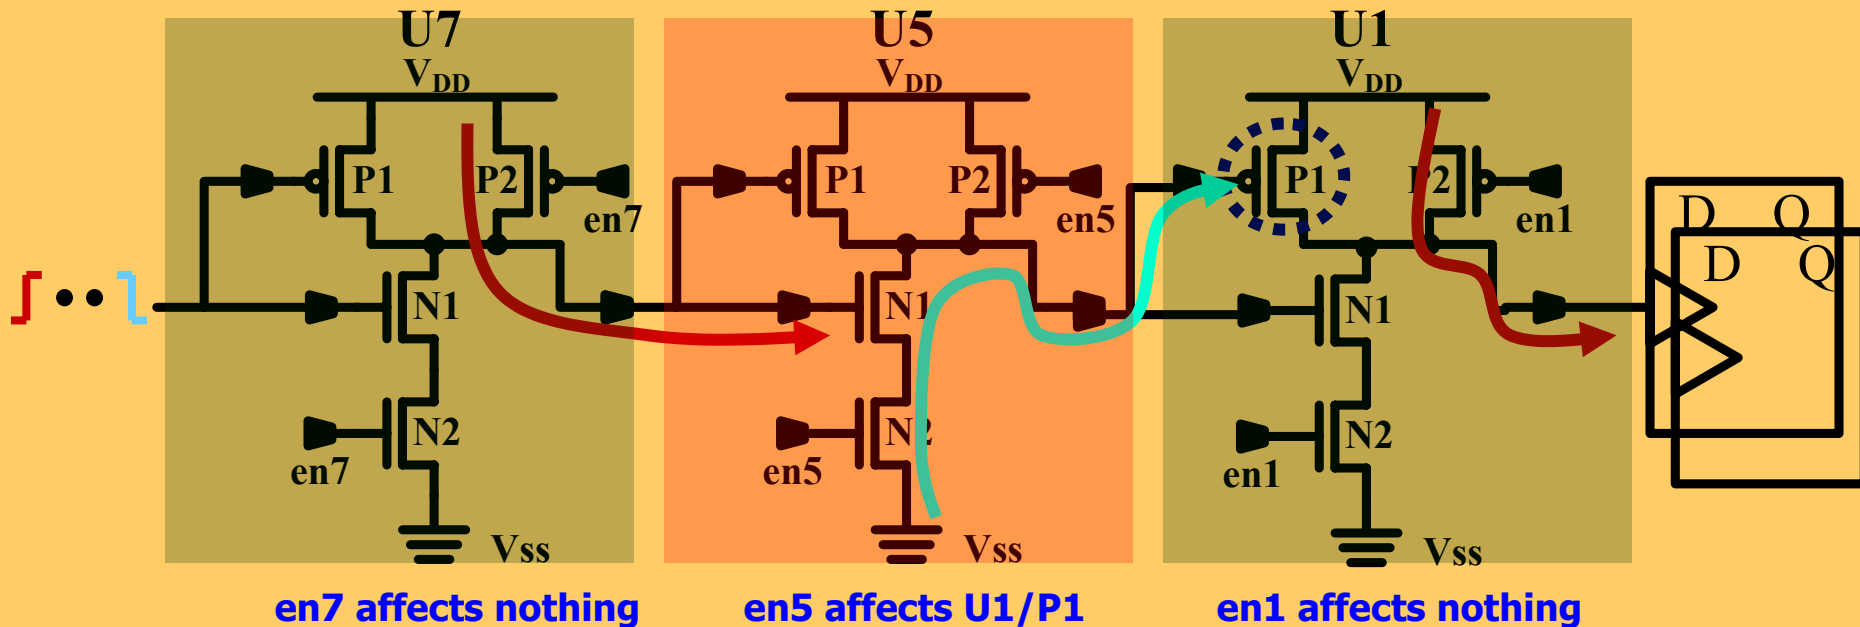 U7
U5
U1
VDD
VDD
VDD
P1
P2
en7
P1
P2
en5
P1
P2
en1
D Q
D Q
N1
N1
N1
N2
en7
N2
en5
N2
en1
Vss
Vss
Vss
en7 affects nothing
en5 affects U1/P1
en1 affects nothing